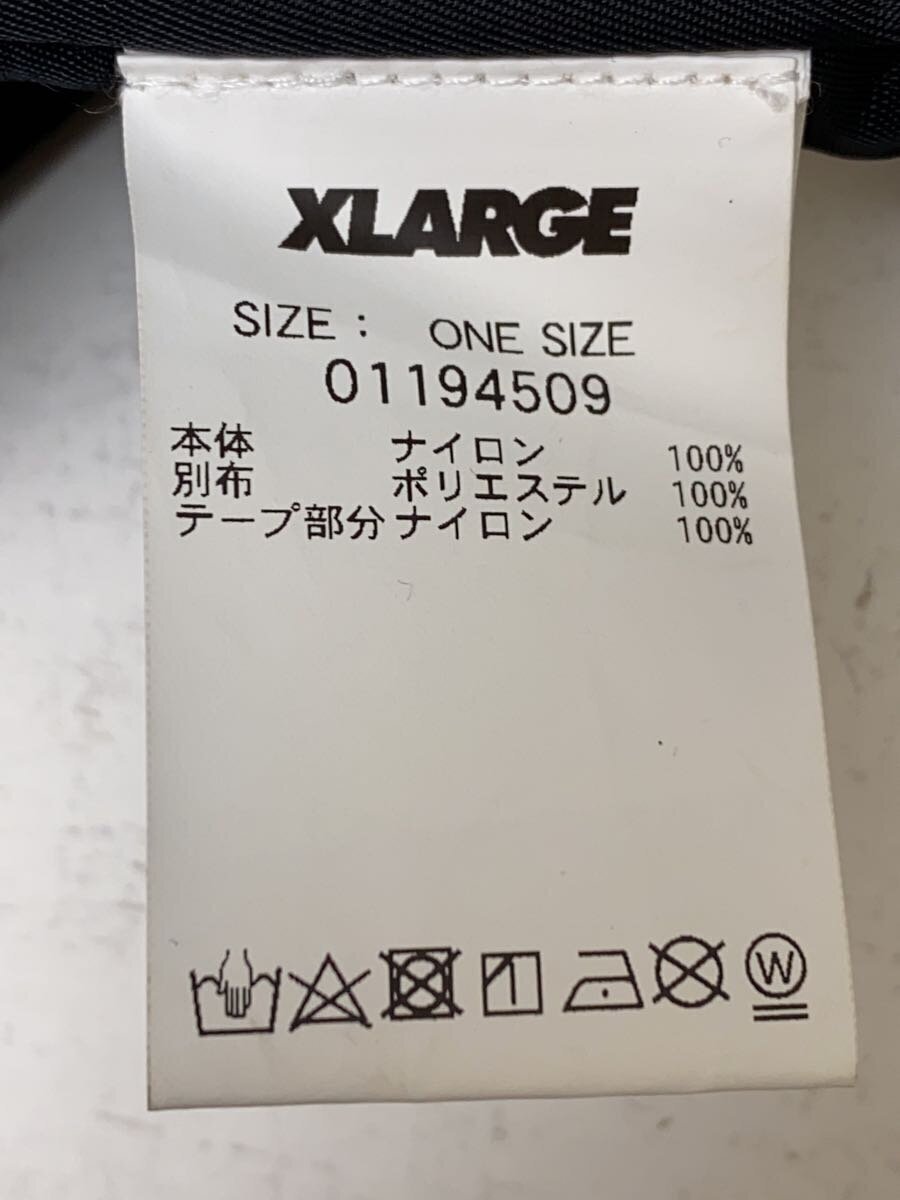 XLARGE
SIZE : ONE SIZE
01194509
本体 ナイロン 100%
別布 ポリエステル 100%
テープ部分 ナイロン 100%
W